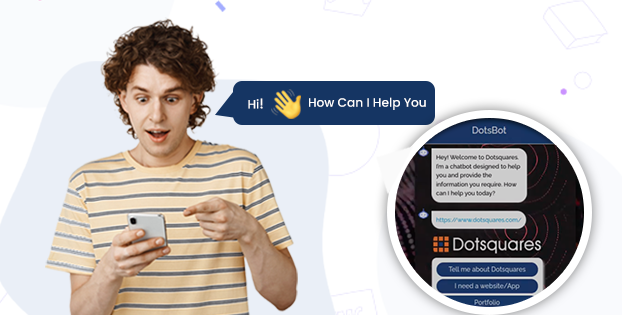 Hi! 👋 How Can I Help You
DotsBot
Hey! Welcome to Dotsquares.
I'm a chatbot designed to help
you and provide the
information you require. How
can I help you today?
https://www.dotsquares.com/
Dotsquares
Tell me about Dotsquares
I need a website/App
Portfolio